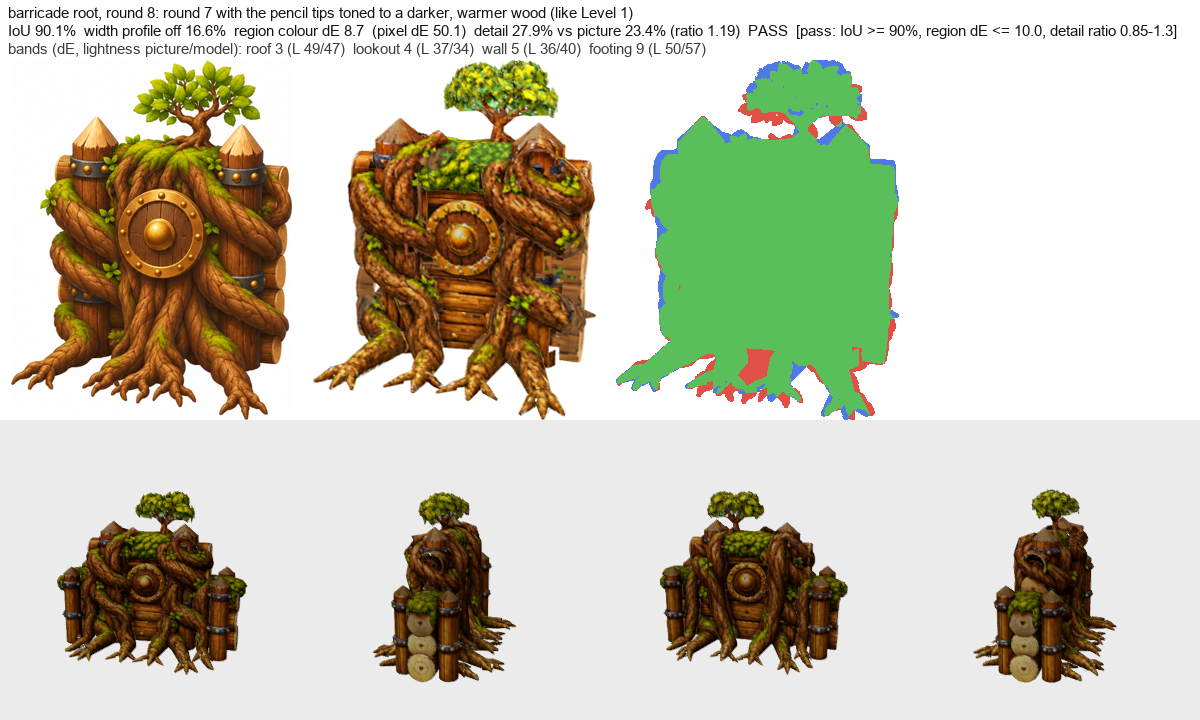 barricade root, round 8: round 7 with the pencil tips toned to a darker, warmer wood (like Level 1)
IoU 90.1%  width profile off 16.6%  region colour dE 8.7  (pixel dE 50.1)  detail 27.9% vs picture 23.4% (ratio 1.19)  PASS  [pass: IoU >= 90%, region dE <= 10.0, detail ratio 0.85-1.3]
bands (dE, lightness picture/model): roof 3 (L 49/47)  lookout 4 (L 37/34)  wall 5 (L 36/40)  footing 9 (L 50/57)